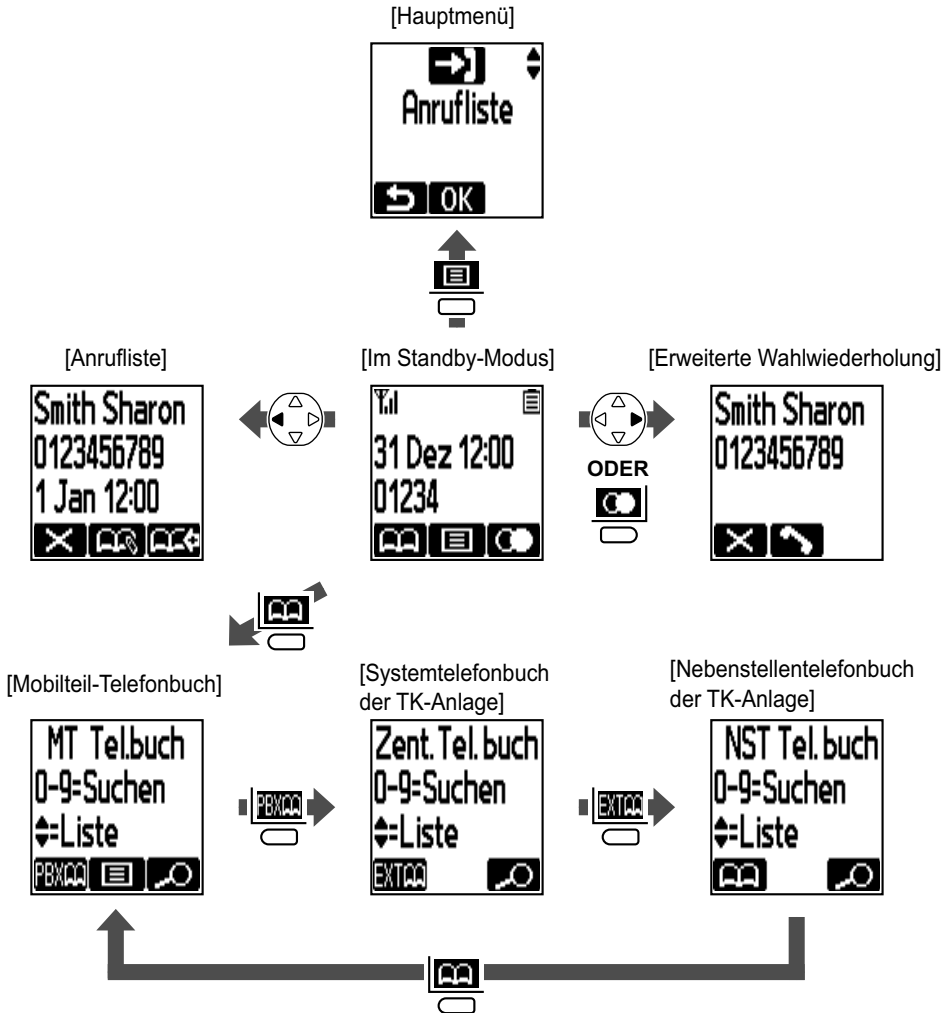 [Hauptmenü]
Anrufliste
OK
[Anrufliste]
[Im Standby-Modus]
[Erweiterte Wahlwiederholung]
Smith Sharon
0123456789
1 Jan 12:00
31 Dez 12:00
01234
ODER
Smith Sharon
0123456789
[Mobilteil-Telefonbuch]
[Systemtelefonbuch
der TK-Anlage]
[Nebenstellentelefonbuch
der TK-Anlage]
MT Tel.buch
0-9=Suchen
=Liste
PBX
PBX
Zent. Tel. buch
0-9=Suchen
=Liste
EXT
EXT
NST Tel. buch
0-9=Suchen
=Liste